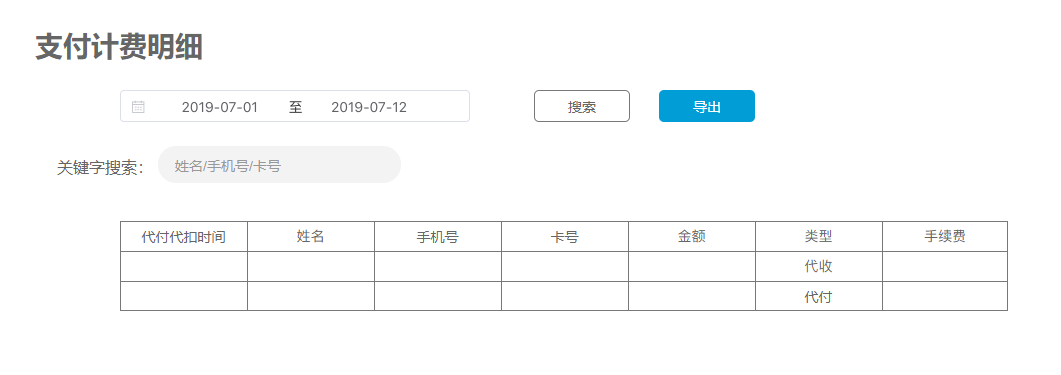 支付计费明细
2019-07-01 至 2019-07-12 搜索 导出
关键字搜索： 姓名/手机号/卡号
代付代扣时间 姓名 手机号 卡号 金额 类型 手续费
代收
代付